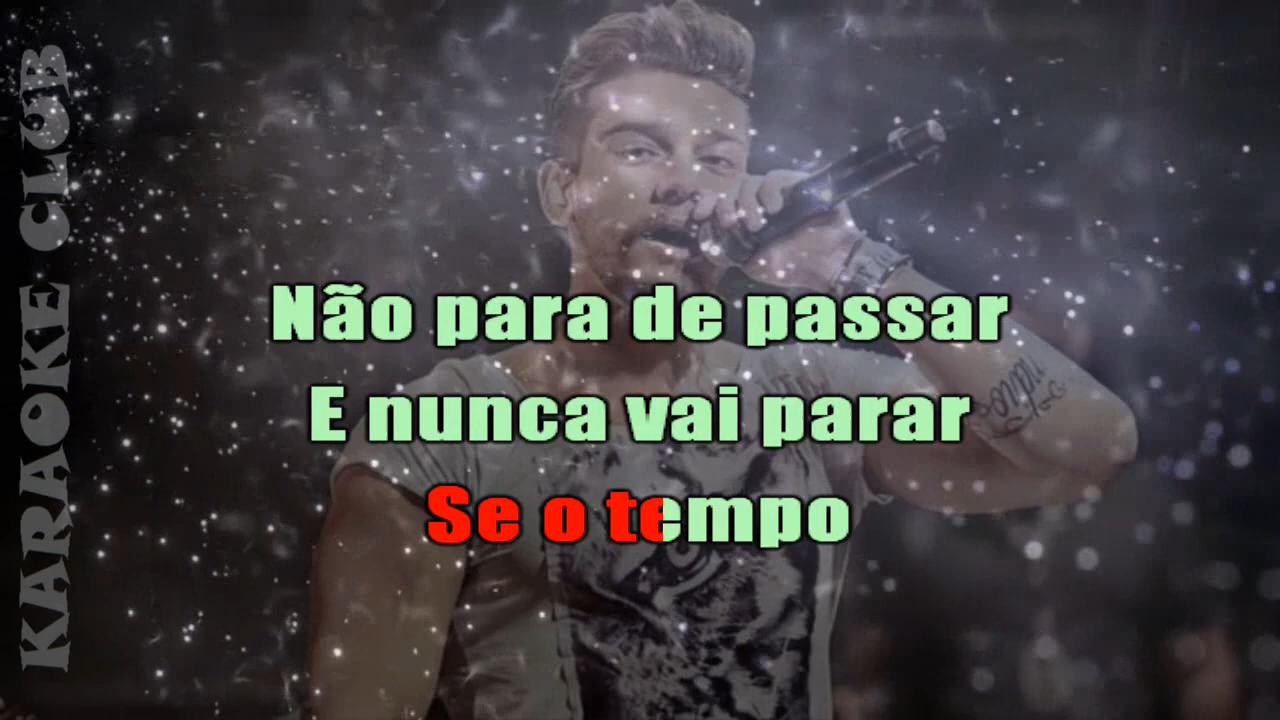 KARAOKE CLUB
Não para de passar
E nunca vai parar
Se o tempo